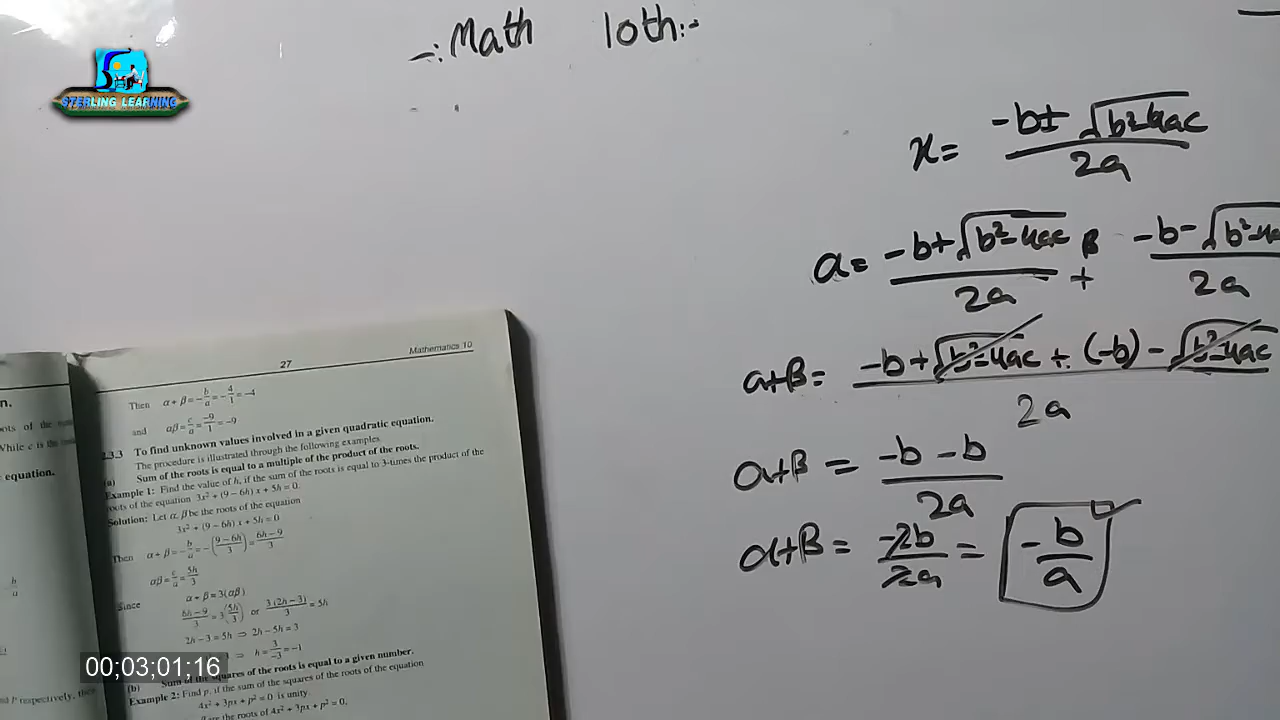 -: Math 10th:-
STERLING LEARNING
x = -b ± √b²-4ac / 2a
α = -b+√b²-4ac / 2a + β -b-√b²-4a / 2a
α+β = -b+√b²-4ac + (-b) - √b²-4ac / 2a
α+β = -b-b / 2a
α+β = -2b / 2a = -b / a
n.
equation.
27 Mathematics 10
Then α + β = -b/a = -4/1 = -4
and αβ = c/a = -9/1 = -9
2.3.3 To find unknown values involved in a given quadratic equation.
The procedure is illustrated through the following examples.
(a) Sum of the roots is equal to a multiple of the product of the roots.
Example 1: Find the value of h, if the sum of the roots is equal to 3-times the product of the
roots of the equation 3x² + (9 – 6h) x + 5h = 0.
Solution: Let α, β be the roots of the equation
3x² + (9 – 6h) x + 5h = 0
Then α + β = -b/a = -(9-6h / 3) = 6h-9 / 3
αβ = c/a = 5h/3
Since α + β = 3(αβ)
6h-9 / 3 = 3(5h/3) or 3(2h-3) / 3 = 5h
2h – 3 = 5h ⇒ 2h – 5h = 3
⇒ h = 3/-3 = -1
(b) Sum of the squares of the roots is equal to a given number.
Example 2: Find p, if the sum of the squares of the roots of the equation
4x² + 3px + p² = 0 is unity.
are the roots of 4x² + 3px + p² = 0,
00;03;01;16